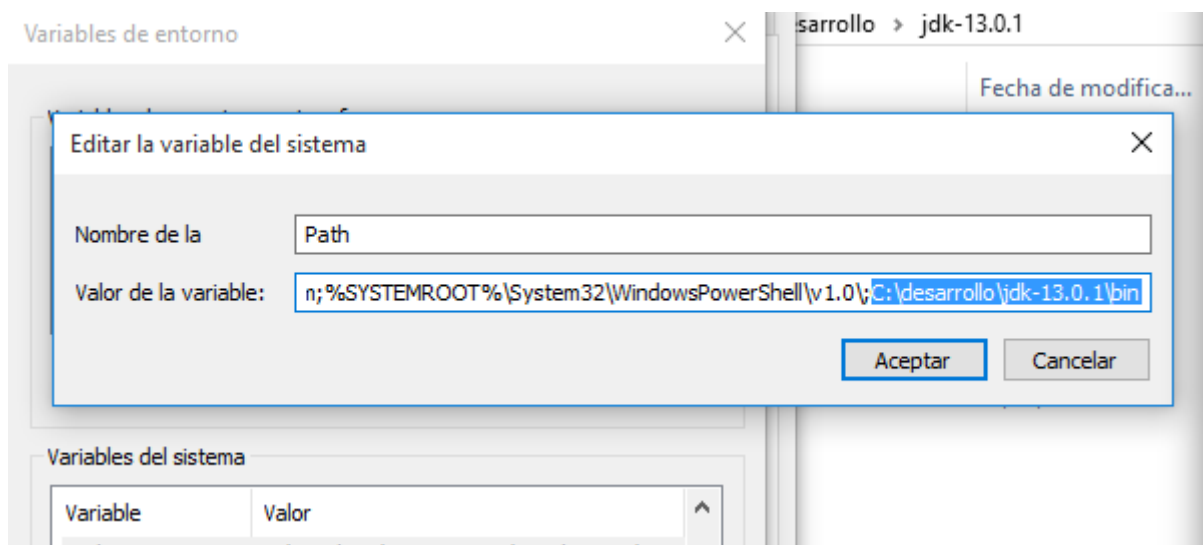 Variables de entorno
sarrollo > jdk-13.0.1
Fecha de modifica...
Editar la variable del sistema
Nombre de la
Path
Valor de la variable:
n;%SYSTEMROOT%\System32\WindowsPowerShell\v1.0\;C:\desarrollo\jdk-13.0.1\bin
Aceptar
Cancelar
Variables del sistema
Variable
Valor